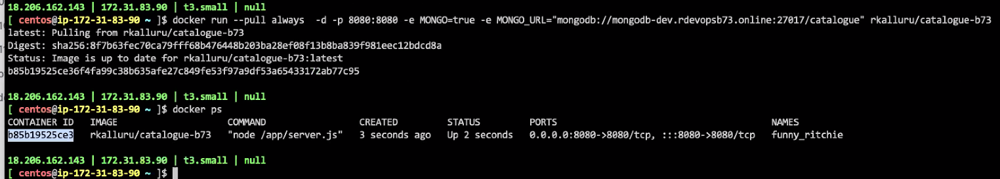 18.206.162.143 | 172.31.83.90 | t3.small | null
[ centos@ip-172-31-83-90 ~ ]$ docker run --pull always  -d -p 8080:8080 -e MONGO=true -e MONGO_URL="mongodb://mongodb-dev.rdevopsb73.online:27017/catalogue" rkalluru/catalogue-b73
latest: Pulling from rkalluru/catalogue-b73
Digest: sha256:8f7b63fec70ca79fff68b476448b203ba28ef08f13b8ba839f981eec12bdcd8a
Status: Image is up to date for rkalluru/catalogue-b73:latest
b85b19525ce36f4fa99c38b635afe27c849fe53f97a9df53a65433172ab77c95
18.206.162.143 | 172.31.83.90 | t3.small | null
[ centos@ip-172-31-83-90 ~ ]$ docker ps
CONTAINER ID   IMAGE                    COMMAND                  CREATED         STATUS         PORTS                                       NAMES
b85b19525ce3   rkalluru/catalogue-b73   "node /app/server.js"   3 seconds ago   Up 2 seconds   0.0.0.0:8080->8080/tcp, :::8080->8080/tcp   funny_ritchie
18.206.162.143 | 172.31.83.90 | t3.small | null
[ centos@ip-172-31-83-90 ~ ]$